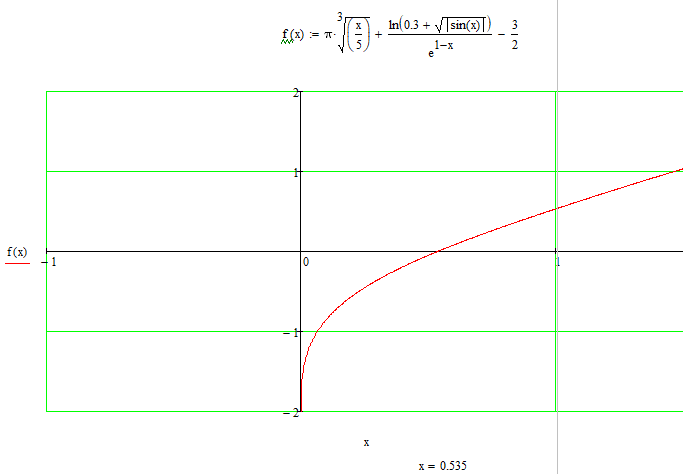 f(x) := π·∛(x/5) + ln(0.3 + √|sin(x)|)/e^(1−x) − 3/2
2
1
f(x)
−1
0
1
−1
−2
x
x = 0.535